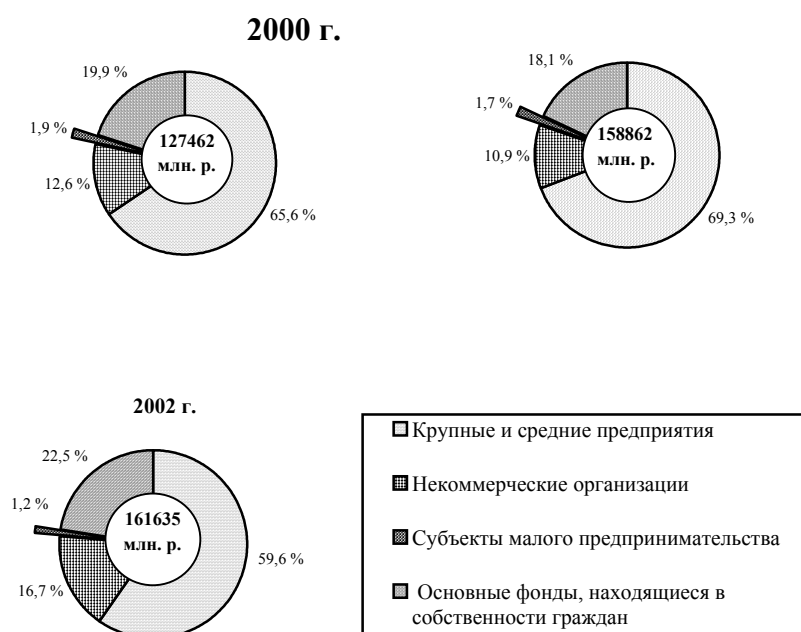 2000 г.
19,9 %
1,9 %
127462
млн. р.
12,6 %
65,6 %
18,1 %
1,7 %
158862
млн. р.
10,9 %
69,3 %
2002 г.
22,5 %
1,2 %
161635
млн. р.
59,6 %
16,7 %
Крупные и средние предприятия
Некоммерческие организации
Субъекты малого предпринимательства
Основные фонды, находящиеся в
собственности граждан